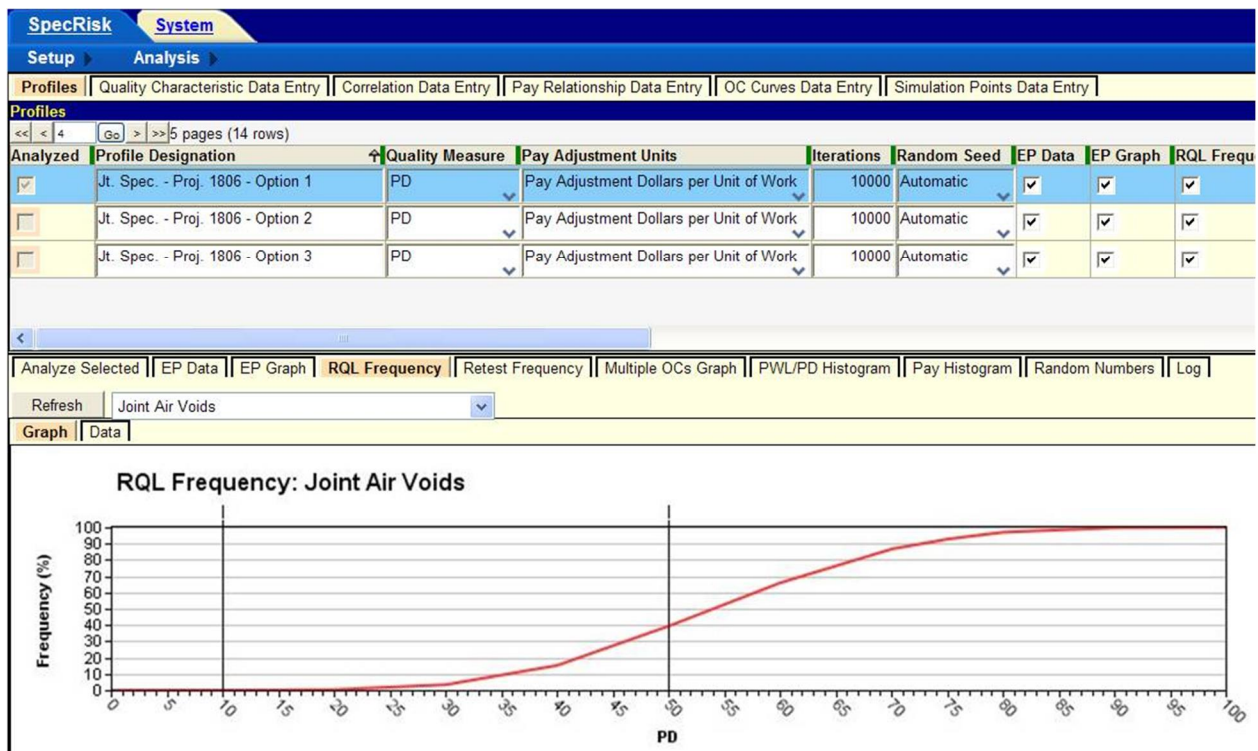 SpecRisk System
Setup Analysis
Profiles Quality Characteristic Data Entry Correlation Data Entry Pay Relationship Data Entry OC Curves Data Entry Simulation Points Data Entry
Profiles
<< < 4 Go > >> 5 pages (14 rows)
Analyzed Profile Designation Quality Measure Pay Adjustment Units Iterations Random Seed EP Data EP Graph RQL Frequ
Jt. Spec. - Proj. 1806 - Option 1 PD Pay Adjustment Dollars per Unit of Work 10000 Automatic
Jt. Spec. - Proj. 1806 - Option 2 PD Pay Adjustment Dollars per Unit of Work 10000 Automatic
Jt. Spec. - Proj. 1806 - Option 3 PD Pay Adjustment Dollars per Unit of Work 10000 Automatic
Analyze Selected EP Data EP Graph RQL Frequency Retest Frequency Multiple OCs Graph PWL/PD Histogram Pay Histogram Random Numbers Log
Refresh Joint Air Voids
Graph Data
RQL Frequency: Joint Air Voids
Frequency (%)
100
90
80
70
60
50
40
30
20
10
0
0 5 10 15 20 25 30 35 40 45 50 55 60 65 70 75 80 85 90 95 100
PD